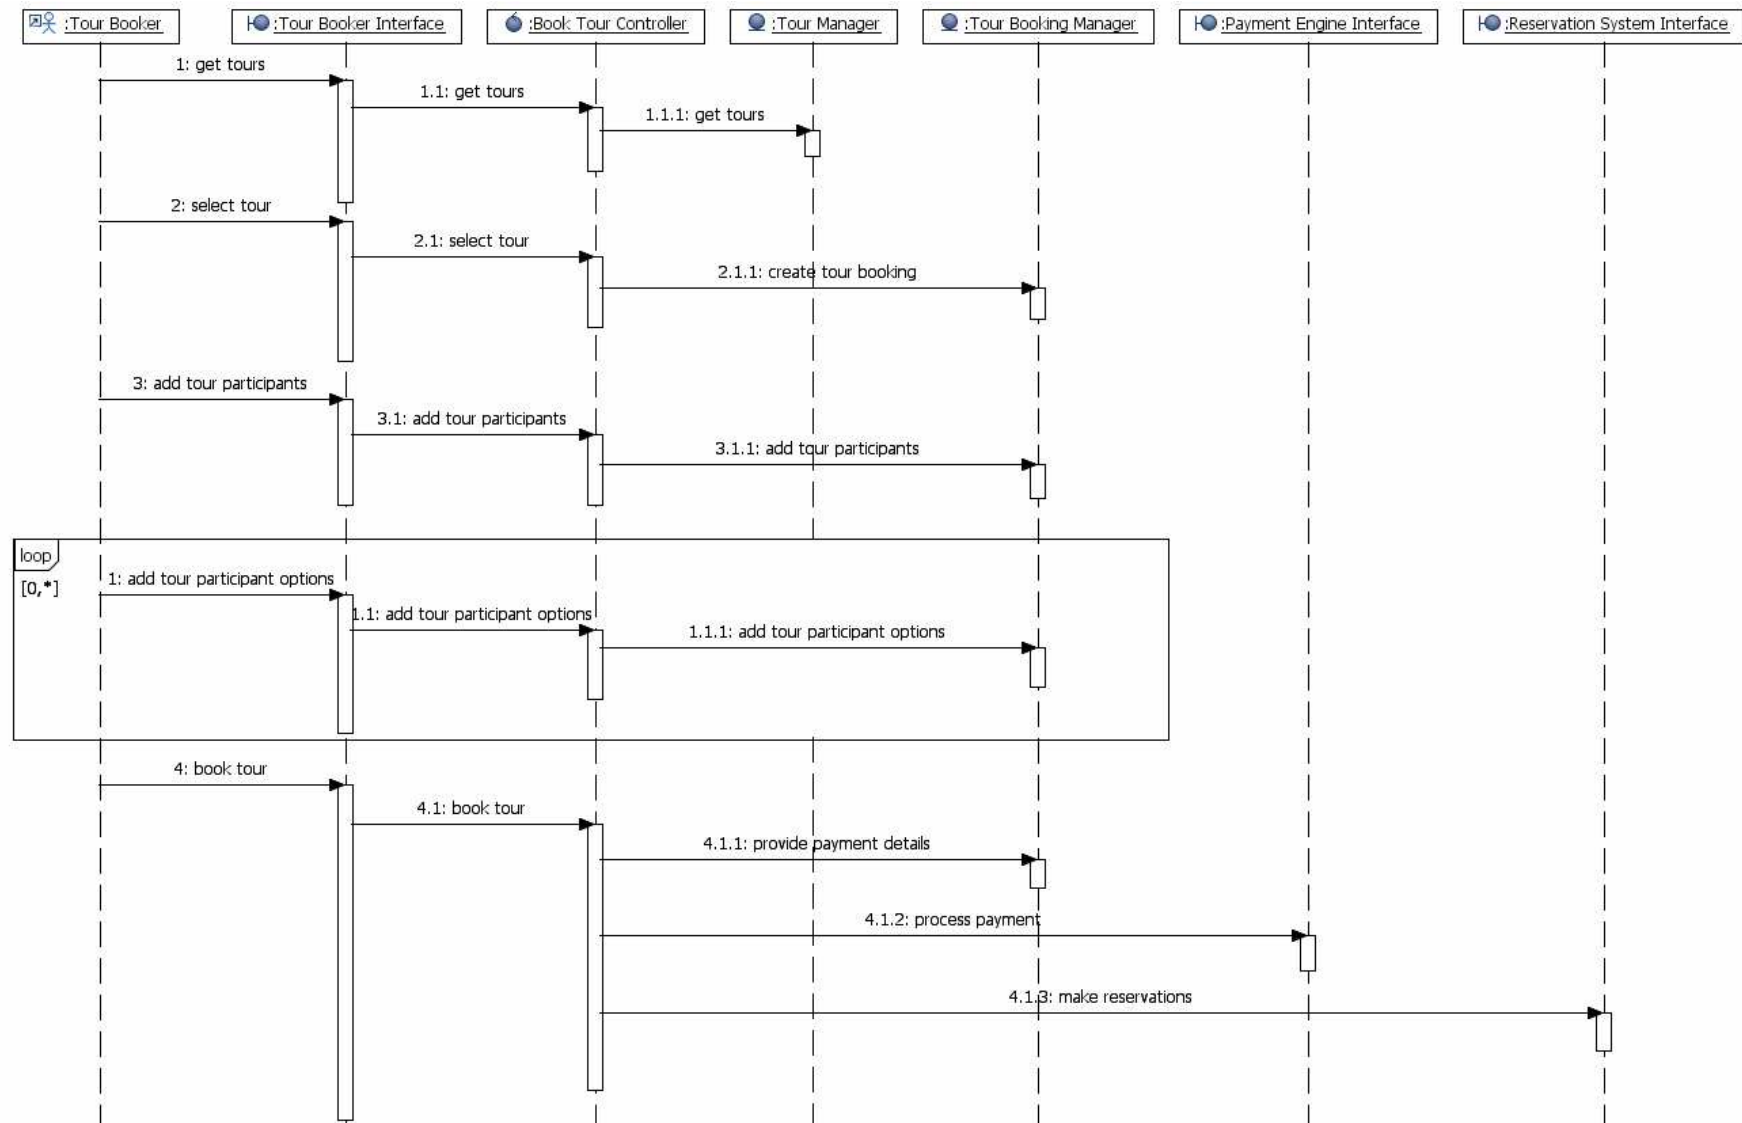 :Tour Booker
:Tour Booker Interface
:Book Tour Controller
:Tour Manager
:Tour Booking Manager
:Payment Engine Interface
:Reservation System Interface
1: get tours
1.1: get tours
1.1.1: get tours
2: select tour
2.1: select tour
2.1.1: create tour booking
3: add tour participants
3.1: add tour participants
3.1.1: add tour participants
loop
[0,*]
1: add tour participant options
1.1: add tour participant options
1.1.1: add tour participant options
4: book tour
4.1: book tour
4.1.1: provide payment details
4.1.2: process payment
4.1.3: make reservations